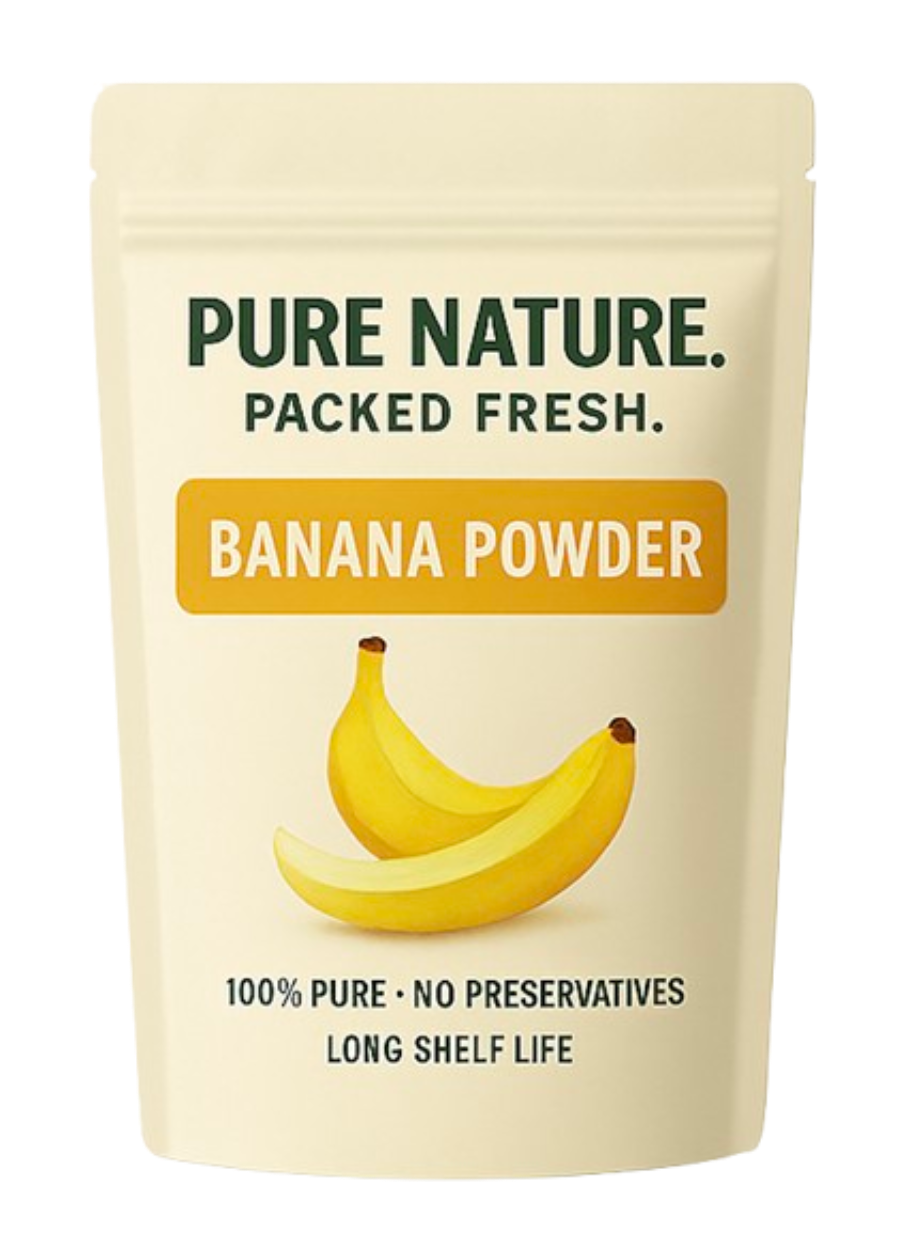 PURE NATURE.
PACKED FRESH.
BANANA POWDER
100% PURE · NO PRESERVATIVES
LONG SHELF LIFE